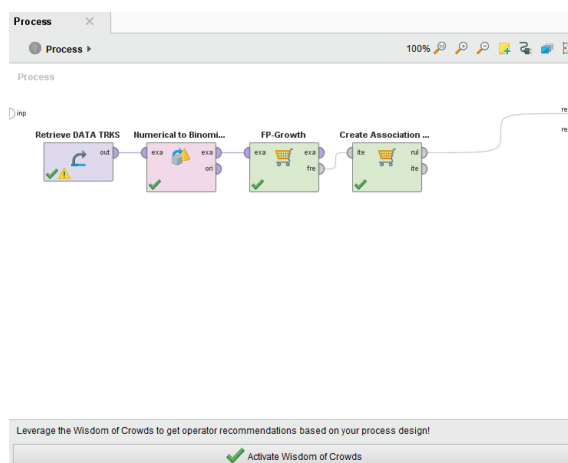 Process
Process
100%
Process
inp
re
Retrieve DATA TRKS Numerical to Binomi... FP-Growth Create Association ...
re
out exa exa exa exa ite rul
ori fre ite
Leverage the Wisdom of Crowds to get operator recommendations based on your process design!
Activate Wisdom of Crowds